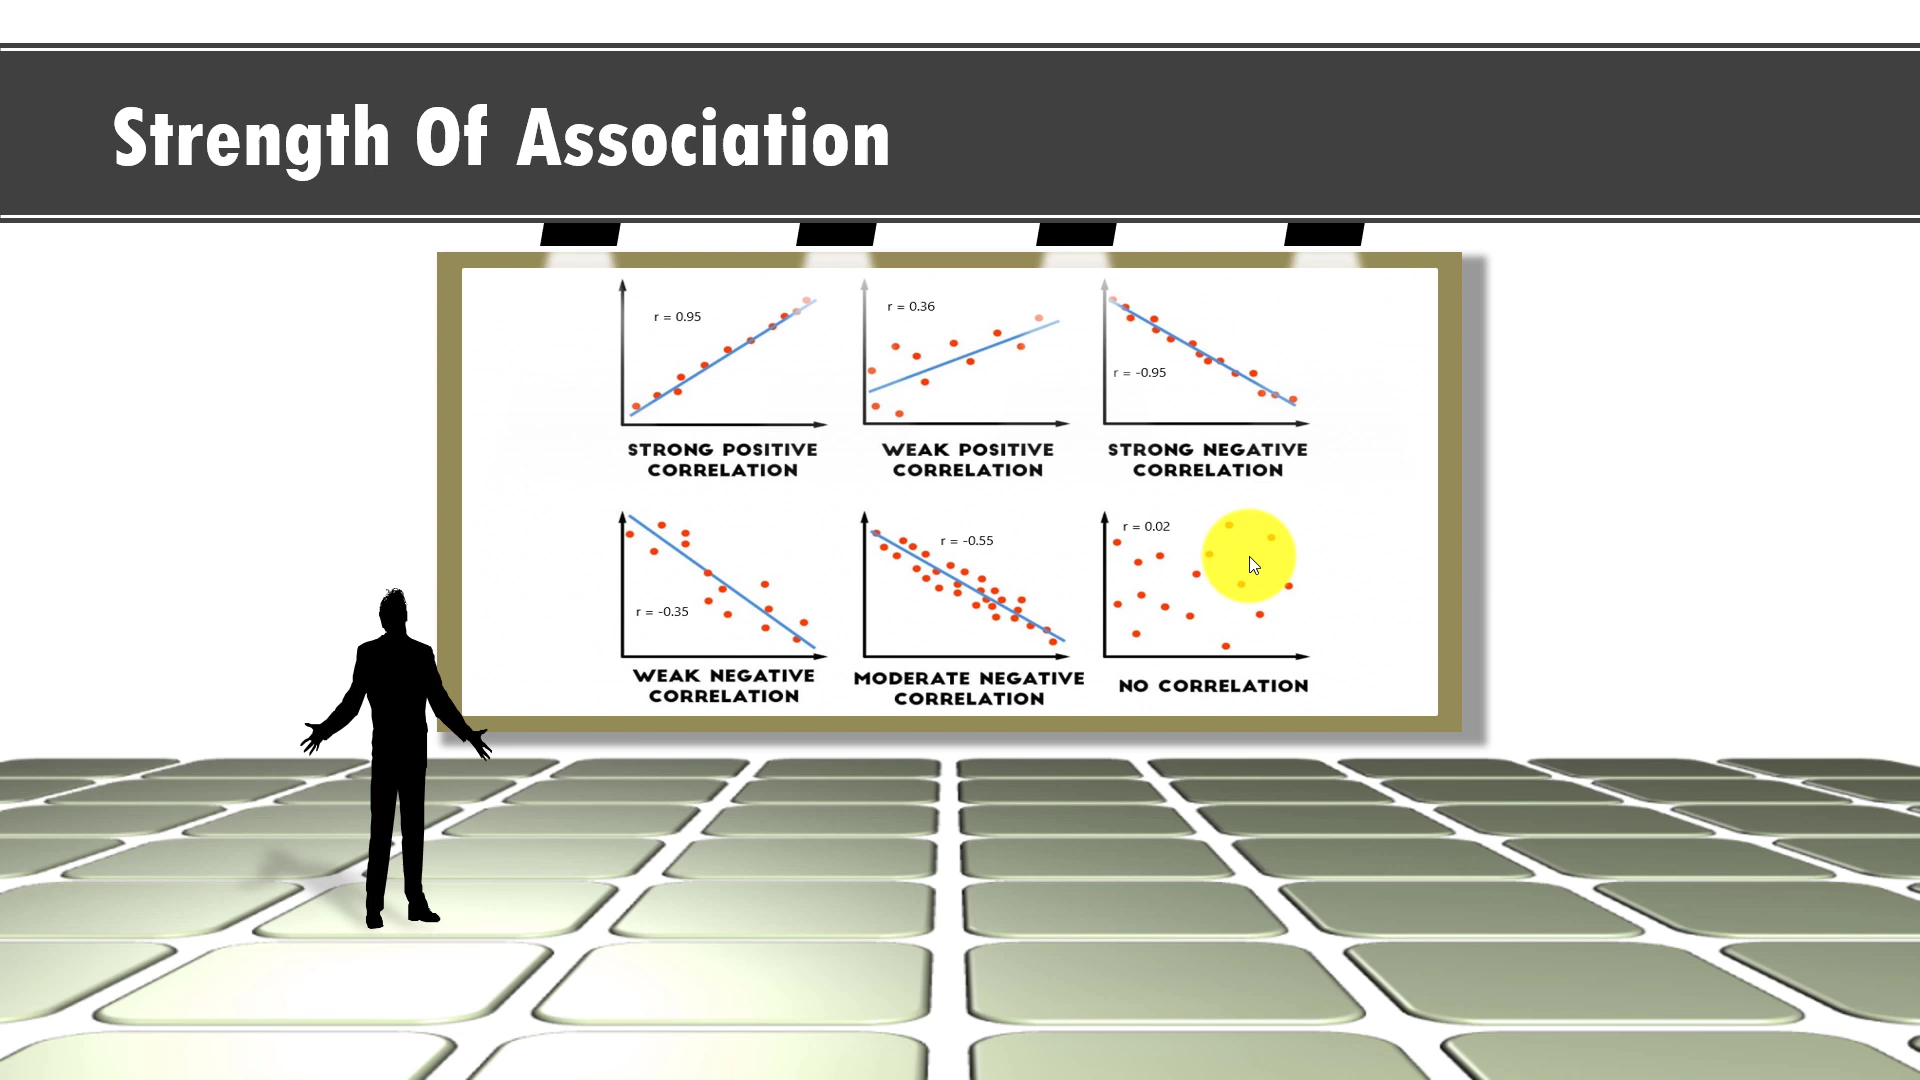 Strength Of Association
r = 0.95
r = 0.36
r = -0.95
STRONG POSITIVE
CORRELATION
WEAK POSITIVE
CORRELATION
STRONG NEGATIVE
CORRELATION
r = -0.35
r = -0.55
r = 0.02
WEAK NEGATIVE
CORRELATION
MODERATE NEGATIVE
CORRELATION
NO CORRELATION